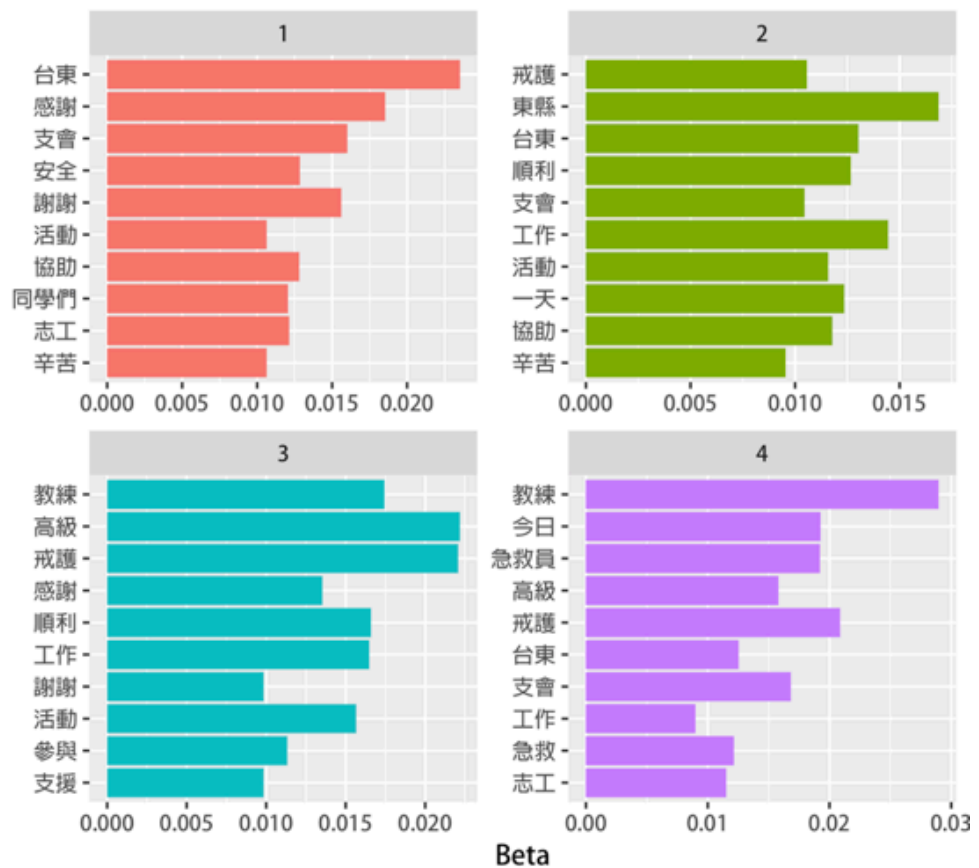 1
台東
感謝
支會
安全
謝謝
活動
協助
同學們
志工
辛苦
0.000 0.005 0.010 0.015 0.020
2
戒護
東縣
台東
順利
支會
工作
活動
一天
協助
辛苦
0.000 0.005 0.010 0.015
3
教練
高級
戒護
感謝
順利
工作
謝謝
活動
參與
支援
0.000 0.005 0.010 0.015 0.020
4
教練
今日
急救員
高級
戒護
台東
支會
工作
急救
志工
0.00 0.01 0.02 0.03
Beta